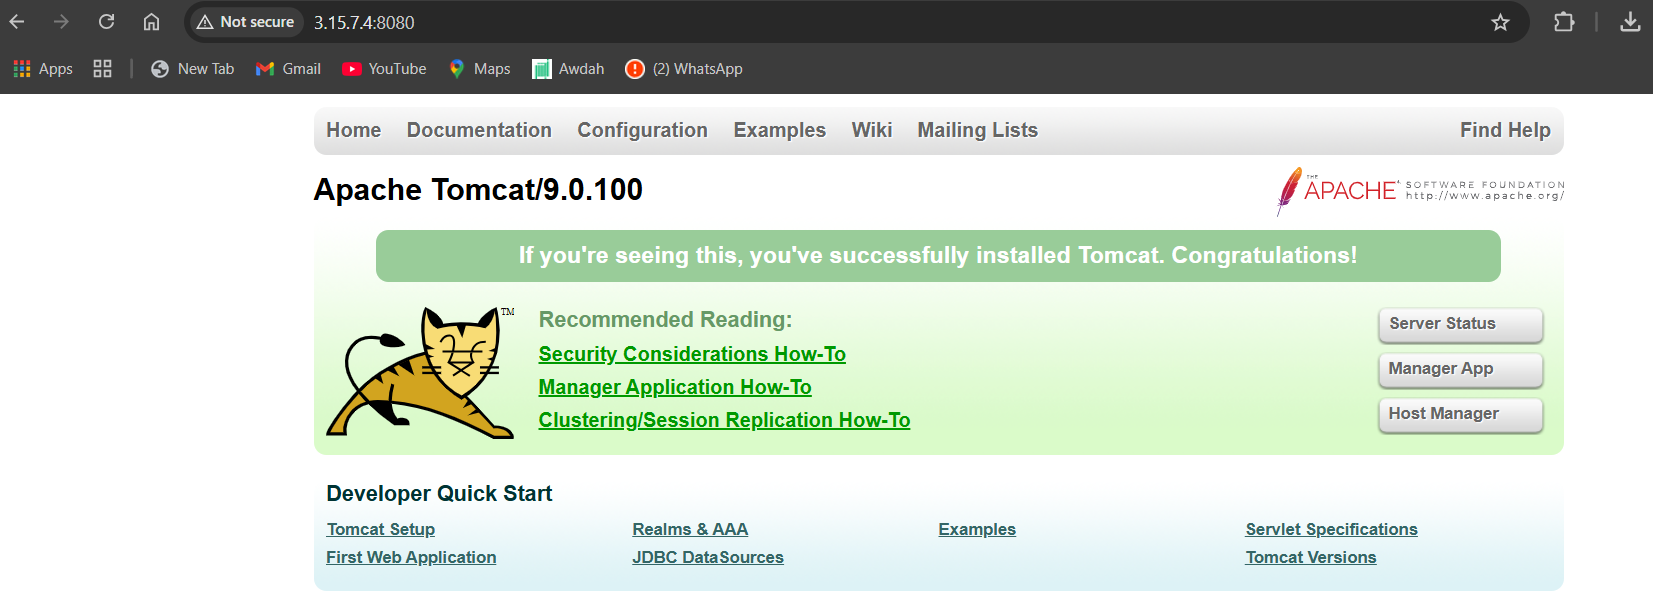 Not secure 3.15.7.4:8080
Apps New Tab Gmail YouTube Maps Awdah (2) WhatsApp
Home Documentation Configuration Examples Wiki Mailing Lists Find Help
Apache Tomcat/9.0.100
THE APACHE SOFTWARE FOUNDATION
http://www.apache.org/
If you're seeing this, you've successfully installed Tomcat. Congratulations!
TM
Recommended Reading:
Security Considerations How-To
Manager Application How-To
Clustering/Session Replication How-To
Server Status
Manager App
Host Manager
Developer Quick Start
Tomcat Setup Realms & AAA Examples Servlet Specifications
First Web Application JDBC DataSources Tomcat Versions